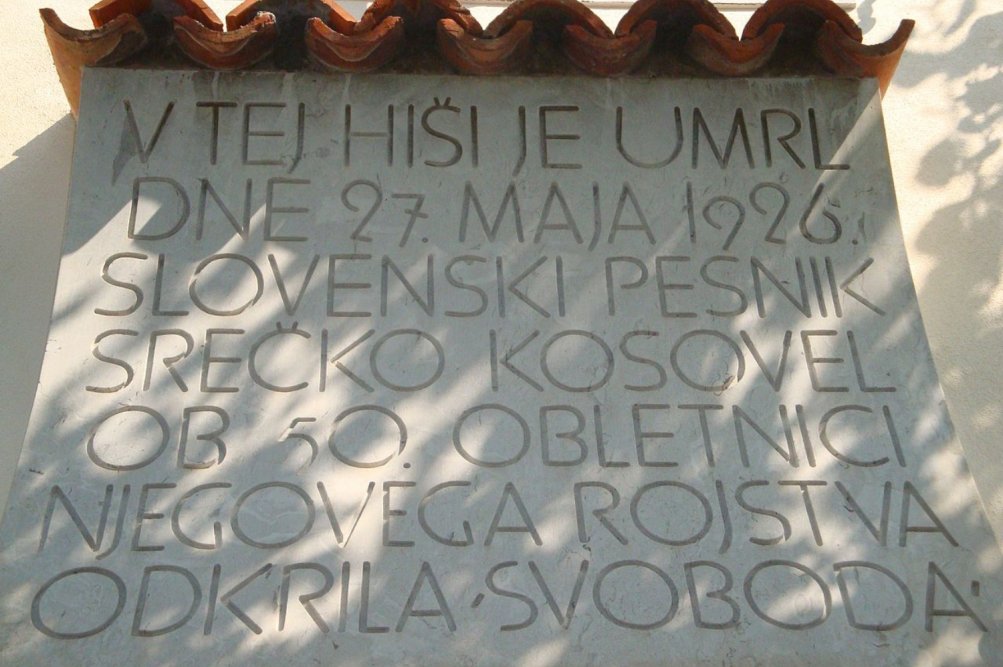 V TEJ HIŠI JE UMRL
DNE 27. MAJA 1926.
SLOVENSKI PESNIK
SREČKO KOSOVEL
OB 50. OBLETNICI
NJEGOVEGA ROJSTVA
ODKRILA "SVOBODA"